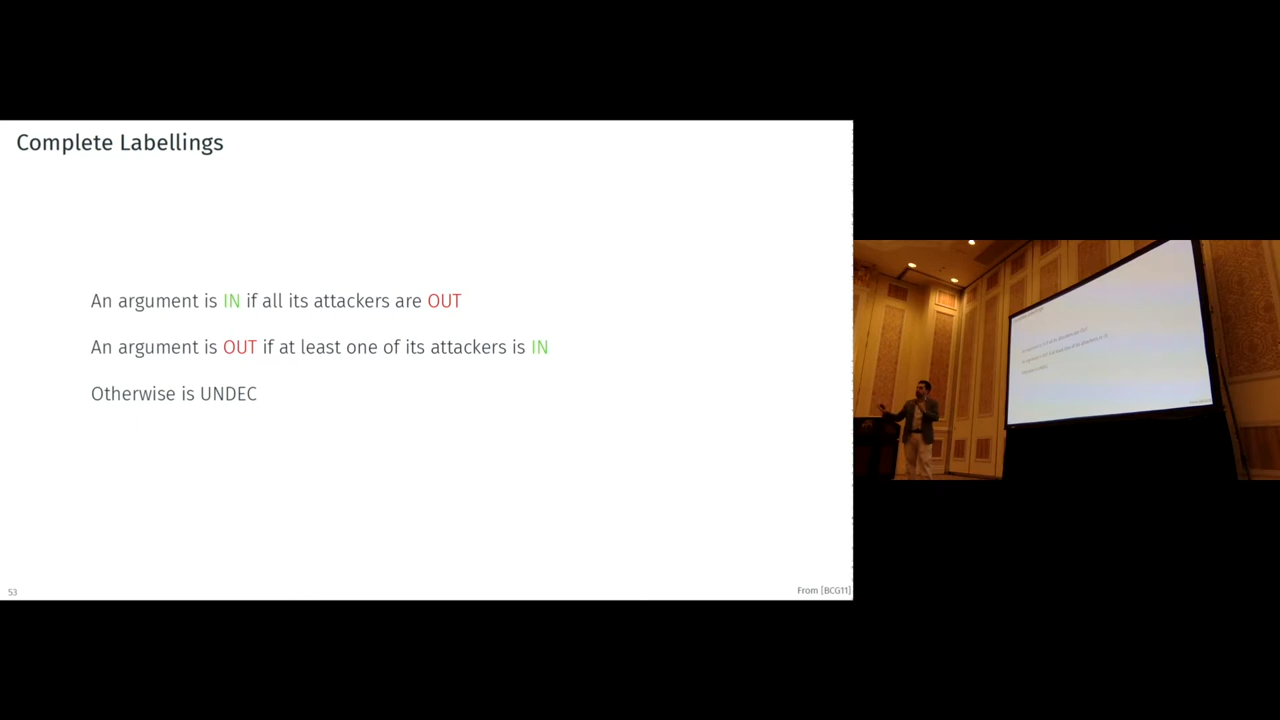 Complete Labellings
An argument is IN if all its attackers are OUT
An argument is OUT if at least one of its attackers is IN
Otherwise is UNDEC
53
From [BCG11]